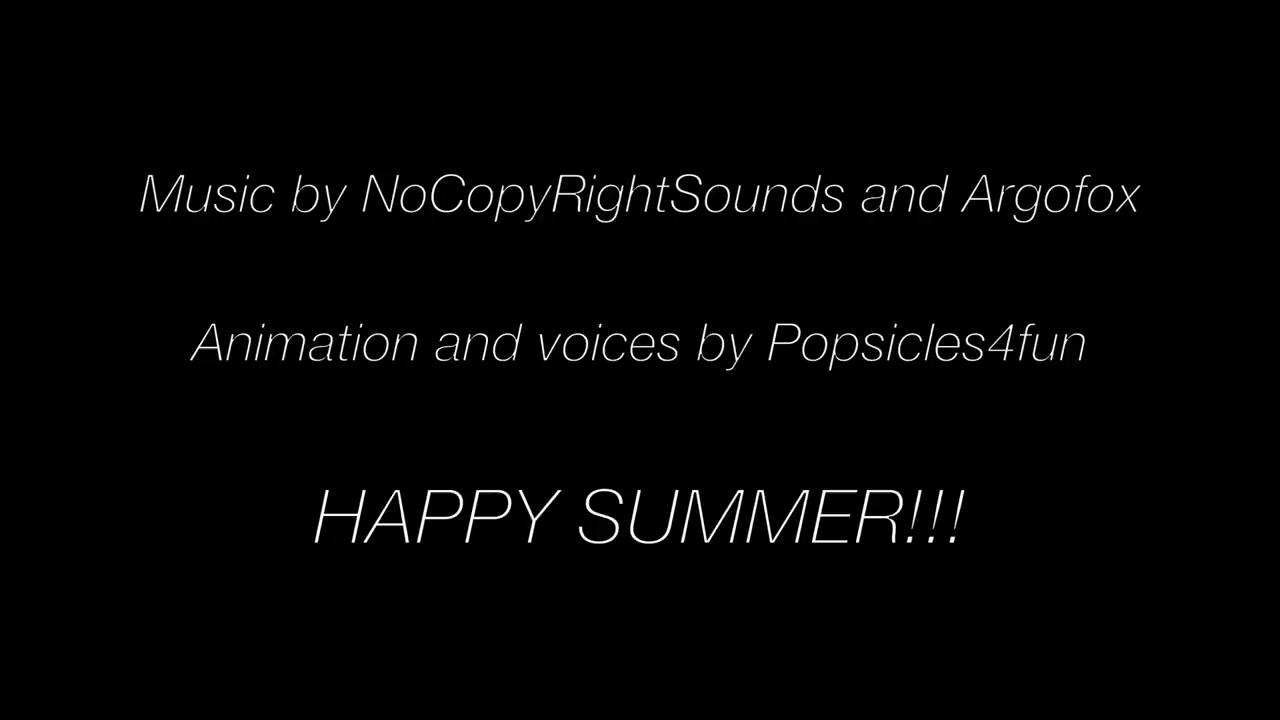 Music by NoCopyRightSounds and Argofox
Animation and voices by Popsicles4fun
HAPPY SUMMER!!!